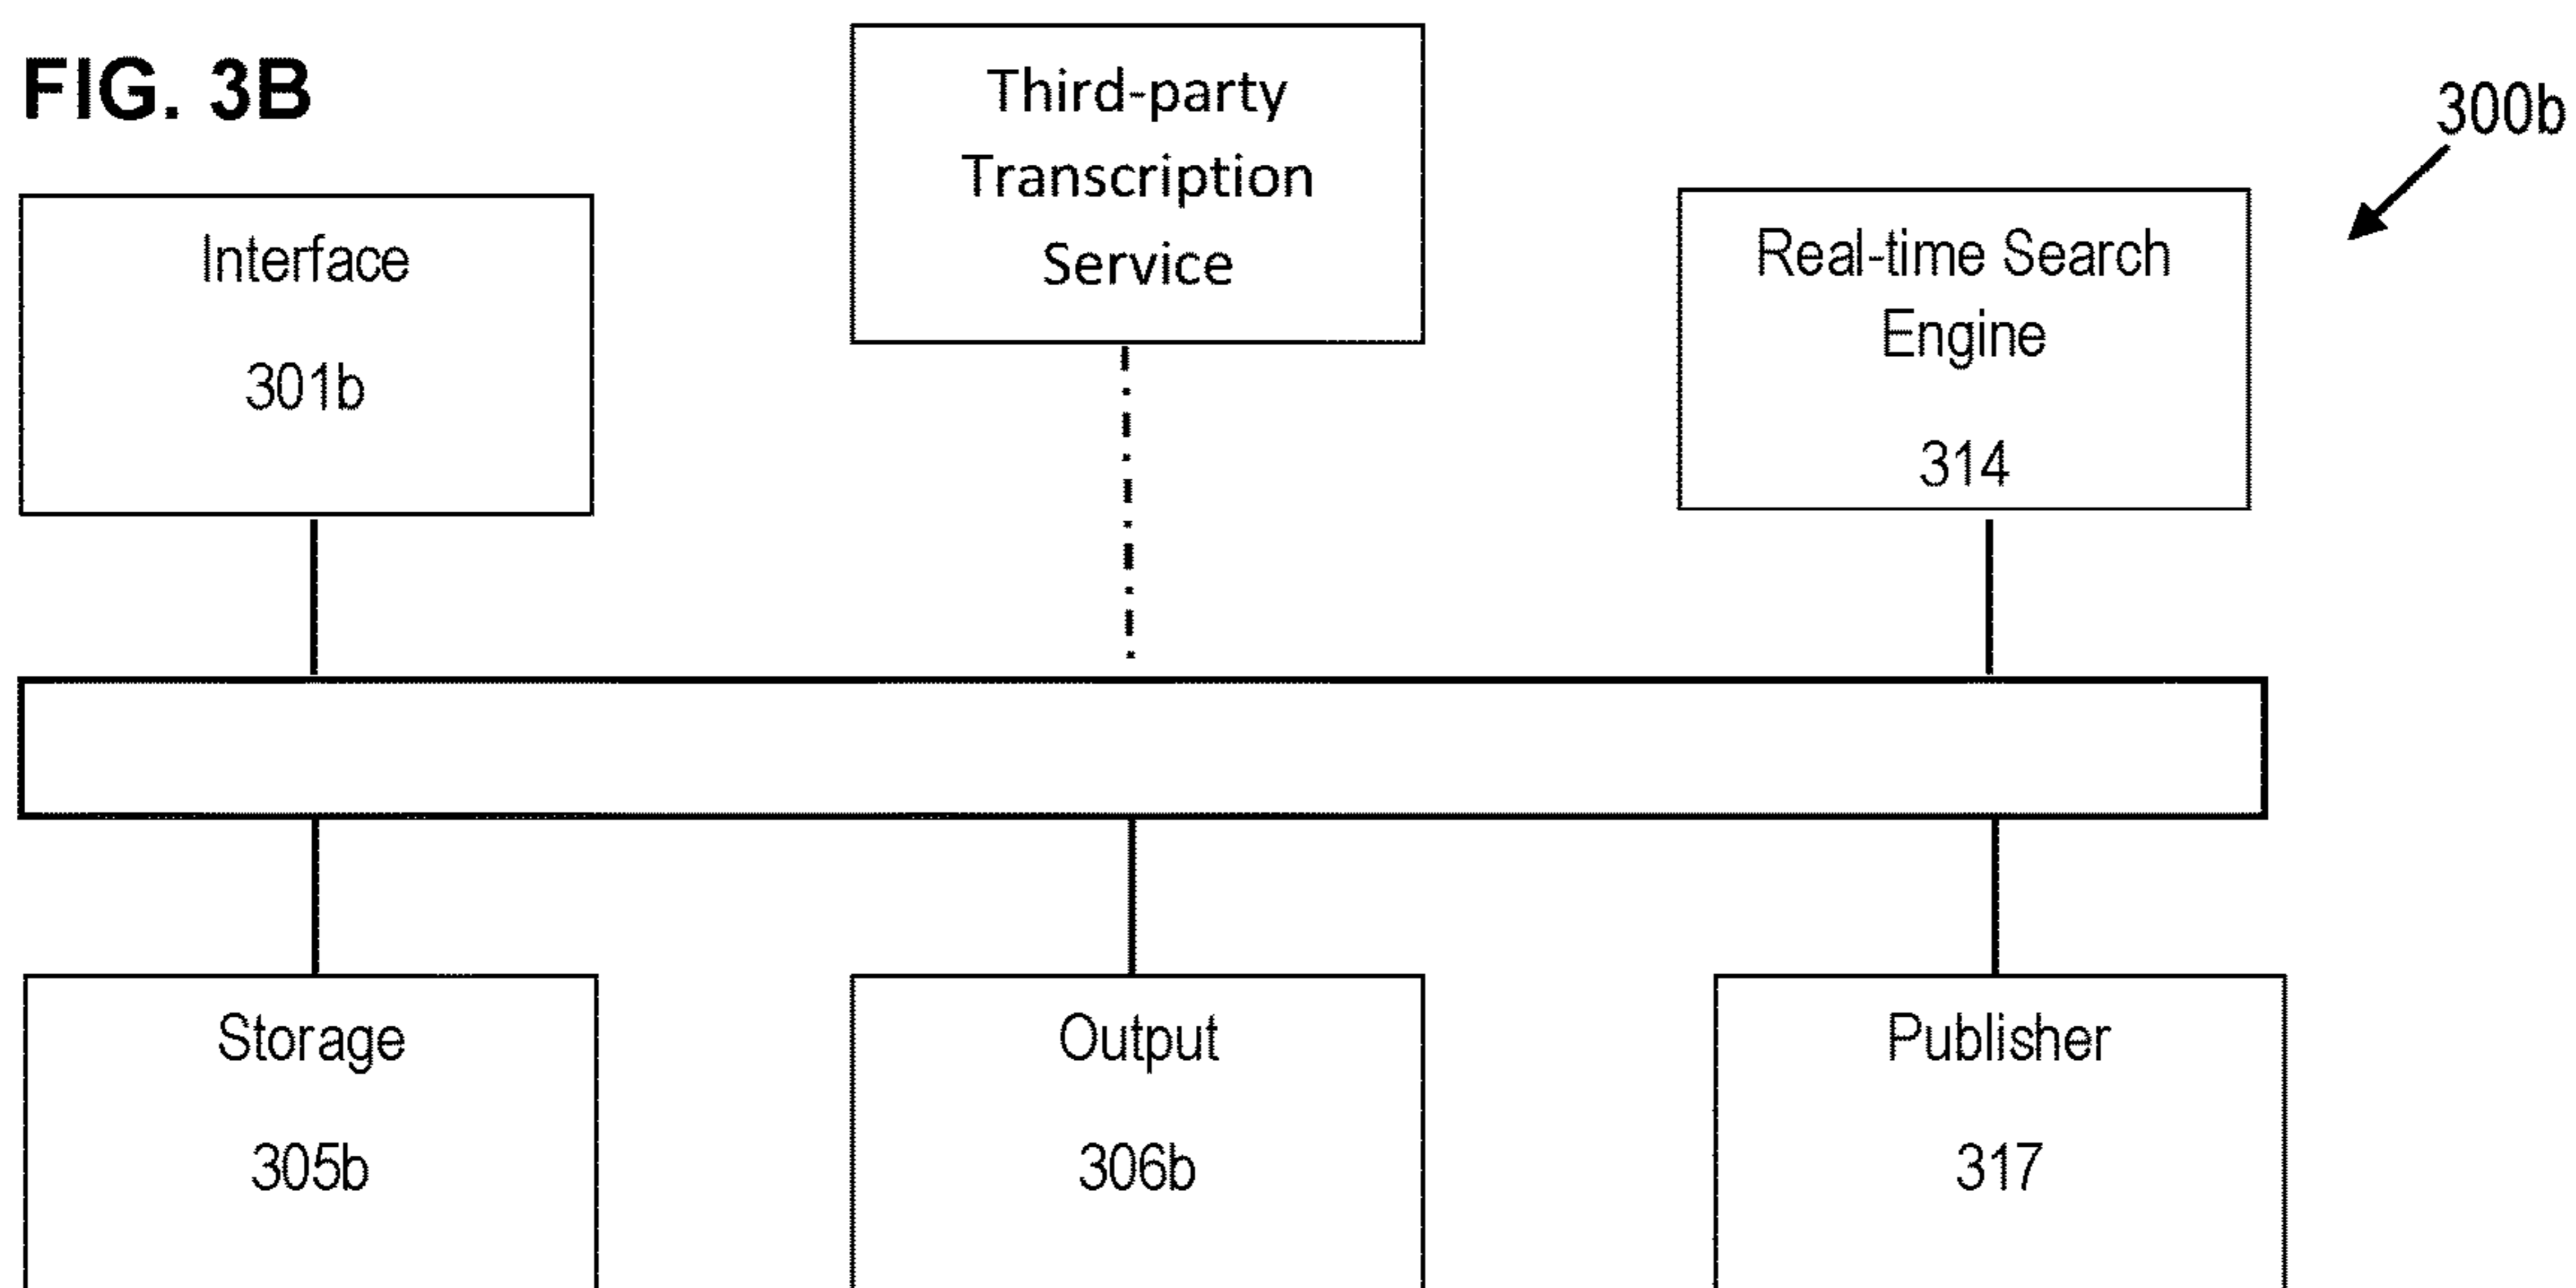 FIG. 3B
Third-party
Transcription
Service
300b
Interface
301b
Real-time Search
Engine
314
Storage
305b
Output
306b
Publisher
317